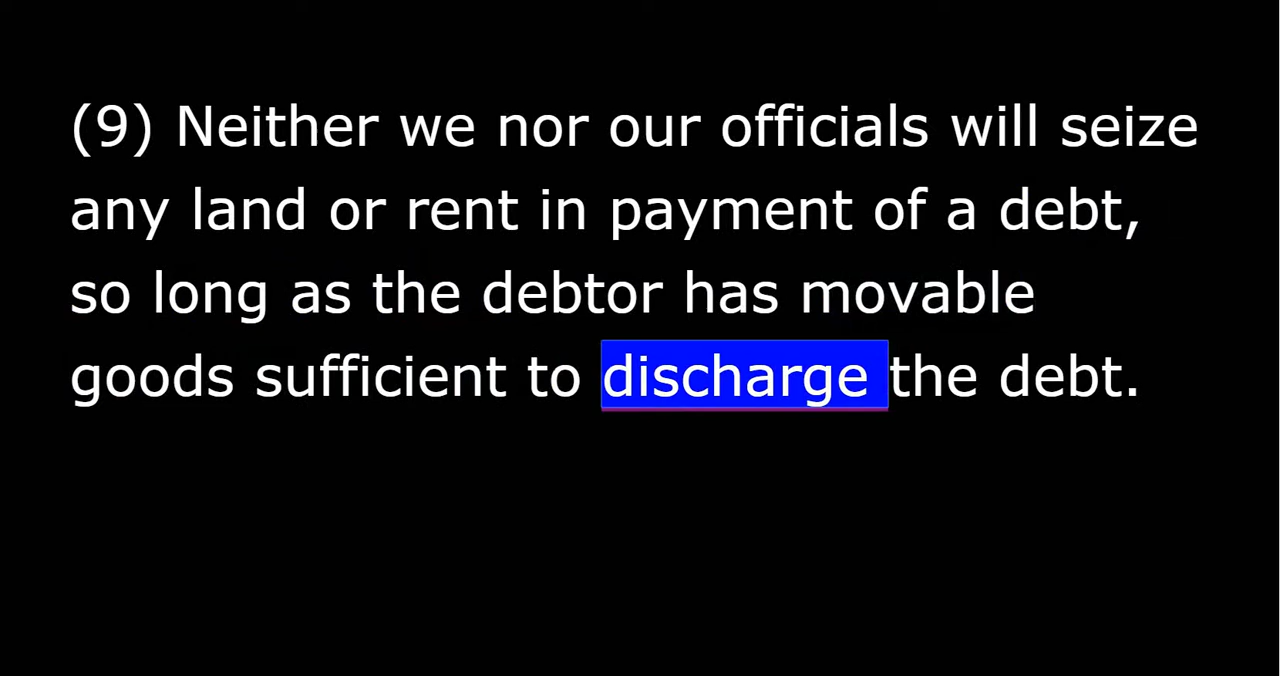 (9) Neither we nor our officials will seize
any land or rent in payment of a debt,
so long as the debtor has movable
goods sufficient to discharge the debt.